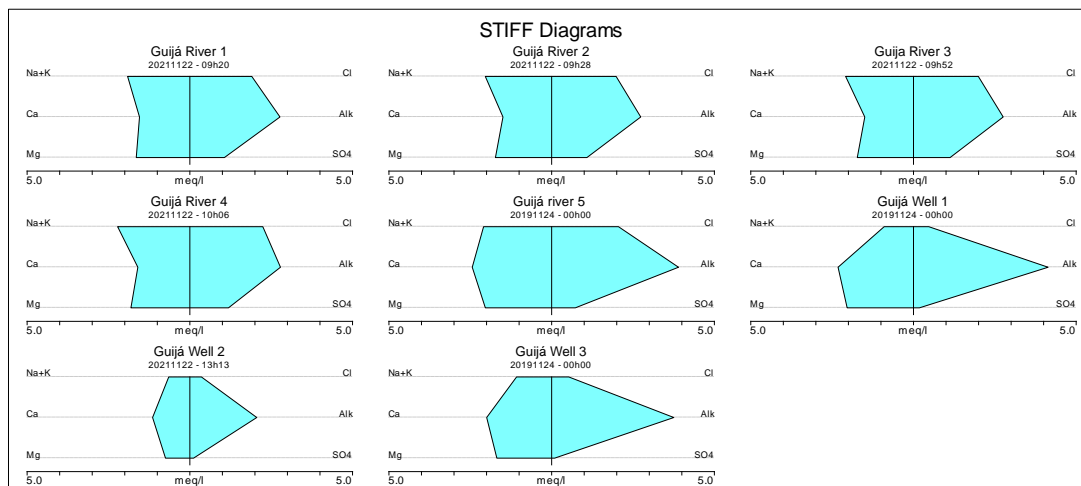 STIFF Diagrams
Guijá River 1
20211122 - 09h20
Na+K Cl
Ca Alk
Mg SO4
5.0 meq/l 5.0
Guijá River 2
20211122 - 09h28
Na+K Cl
Ca Alk
Mg SO4
5.0 meq/l 5.0
Guija River 3
20211122 - 09h52
Na+K Cl
Ca Alk
Mg SO4
5.0 meq/l 5.0
Guijá River 4
20211122 - 10h06
Na+K Cl
Ca Alk
Mg SO4
5.0 meq/l 5.0
Guijá river 5
20191124 - 00h00
Na+K Cl
Ca Alk
Mg SO4
5.0 meq/l 5.0
Guijá Well 1
20191124 - 00h00
Na+K Cl
Ca Alk
Mg SO4
5.0 meq/l 5.0
Guijá Well 2
20211122 - 13h13
Na+K Cl
Ca Alk
Mg SO4
5.0 meq/l 5.0
Guijá Well 3
20191124 - 00h00
Na+K Cl
Ca Alk
Mg SO4
5.0 meq/l 5.0